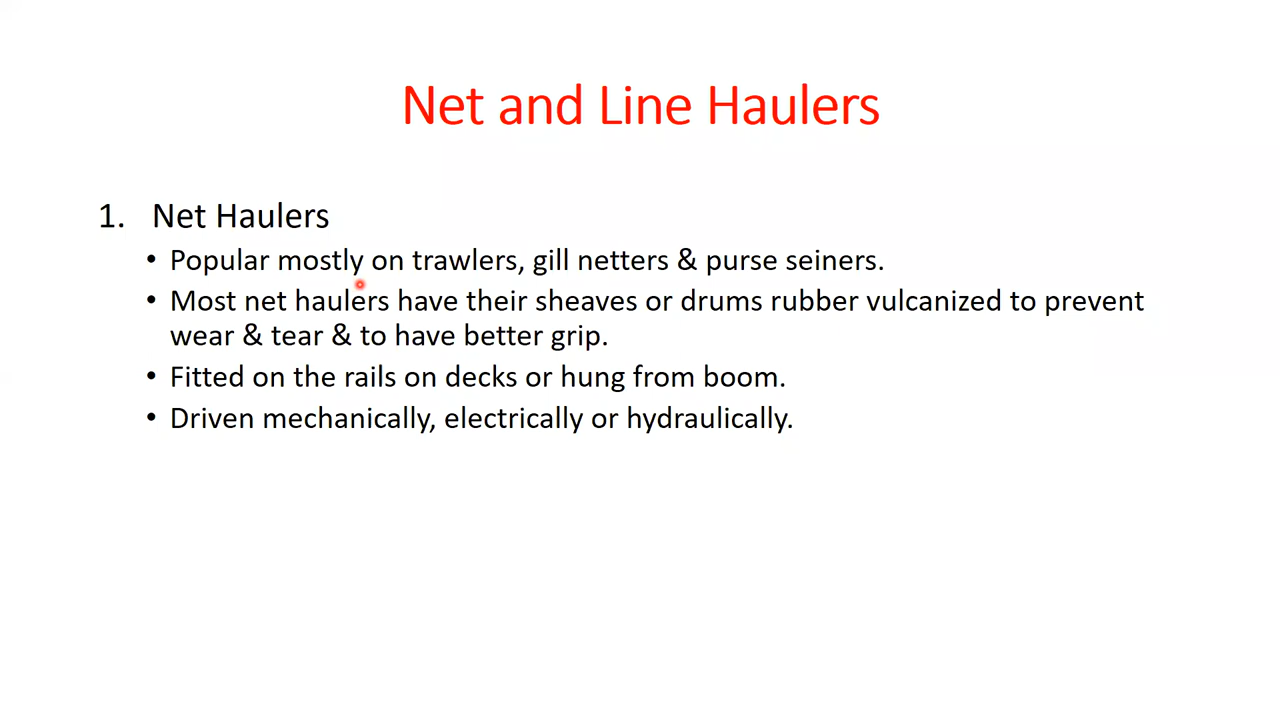 Net and Line Haulers
1. Net Haulers
• Popular mostly on trawlers, gill netters & purse seiners.
• Most net haulers have their sheaves or drums rubber vulcanized to prevent
wear & tear & to have better grip.
• Fitted on the rails on decks or hung from boom.
• Driven mechanically, electrically or hydraulically.